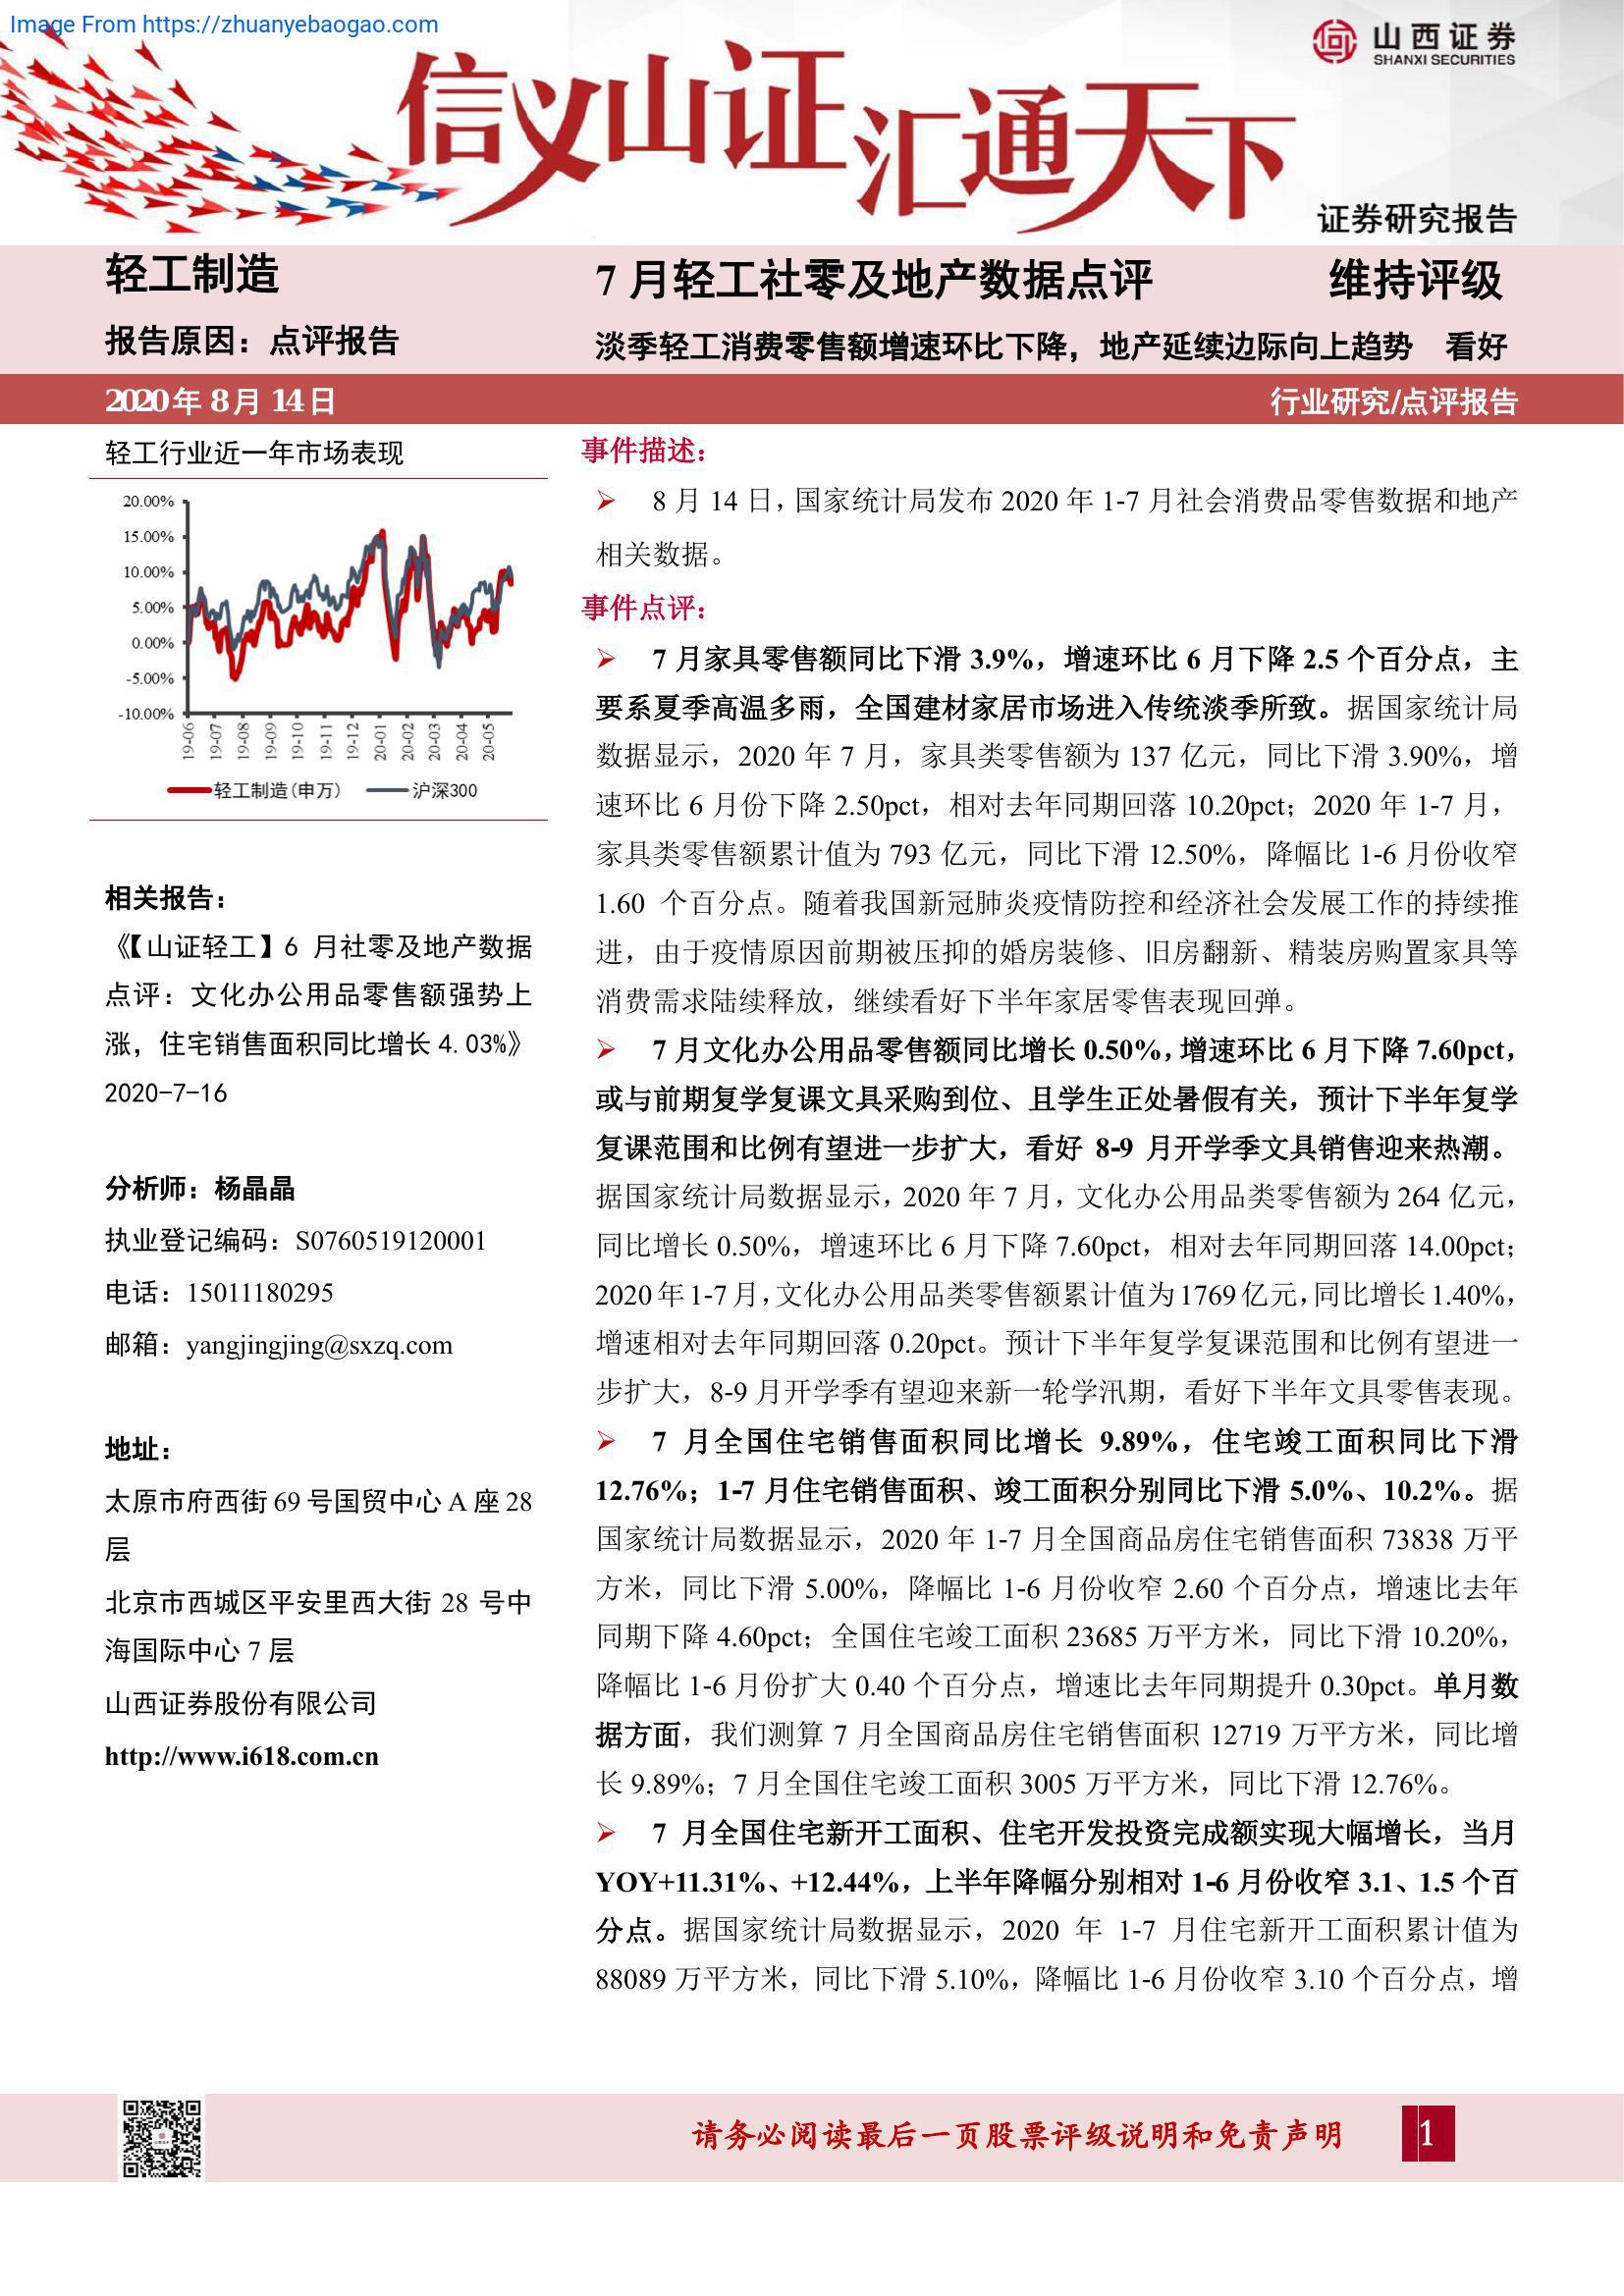 Image From https://zhuanyebaogao.com
山西证券
SHANXI SECURITIES
信义山证汇通天下
证券研究报告
轻工制造
报告原因：点评报告
7 月轻工社零及地产数据点评 维持评级
淡季轻工消费零售额增速环比下降，地产延续边际向上趋势 看好
2020 年 8 月 14 日
行业研究/点评报告
轻工行业近一年市场表现
20.00%
15.00%
10.00%
5.00%
0.00%
-5.00%
-10.00%
19-06
19-07
19-08
19-09
19-10
19-11
19-12
20-01
20-02
20-03
20-04
20-05
轻工制造(申万) 沪深300
相关报告：
《【山证轻工】6 月社零及地产数据
点评：文化办公用品零售额强势上
涨，住宅销售面积同比增长 4.03%》
2020-7-16
分析师：杨晶晶
执业登记编码：S0760519120001
电话：15011180295
邮箱：yangjingjing@sxzq.com
地址：
太原市府西街 69 号国贸中心 A 座 28
层
北京市西城区平安里西大街 28 号中
海国际中心 7 层
山西证券股份有限公司
http://www.i618.com.cn
事件描述：
➢ 8 月 14 日，国家统计局发布 2020 年 1-7 月社会消费品零售数据和地产
相关数据。
事件点评：
➢ 7 月家具零售额同比下滑 3.9%，增速环比 6 月下降 2.5 个百分点，主
要系夏季高温多雨，全国建材家居市场进入传统淡季所致。据国家统计局
数据显示，2020 年 7 月，家具类零售额为 137 亿元，同比下滑 3.90%，增
速环比 6 月份下降 2.50pct，相对去年同期回落 10.20pct；2020 年 1-7 月，
家具类零售额累计值为 793 亿元，同比下滑 12.50%，降幅比 1-6 月份收窄
1.60 个百分点。随着我国新冠肺炎疫情防控和经济社会发展工作的持续推
进，由于疫情原因前期被压抑的婚房装修、旧房翻新、精装房购置家具等
消费需求陆续释放，继续看好下半年家居零售表现回弹。
➢ 7 月文化办公用品零售额同比增长 0.50%，增速环比 6 月下降 7.60pct，
或与前期复学复课文具采购到位、且学生正处暑假有关，预计下半年复学
复课范围和比例有望进一步扩大，看好 8-9 月开学季文具销售迎来热潮。
据国家统计局数据显示，2020 年 7 月，文化办公用品类零售额为 264 亿元，
同比增长 0.50%，增速环比 6 月下降 7.60pct，相对去年同期回落 14.00pct；
2020 年 1-7 月，文化办公用品类零售额累计值为 1769 亿元，同比增长 1.40%，
增速相对去年同期回落 0.20pct。预计下半年复学复课范围和比例有望进一
步扩大，8-9 月开学季有望迎来新一轮学汛期，看好下半年文具零售表现。
➢ 7 月全国住宅销售面积同比增长 9.89%，住宅竣工面积同比下滑
12.76%；1-7 月住宅销售面积、竣工面积分别同比下滑 5.0%、10.2%。据
国家统计局数据显示，2020 年 1-7 月全国商品房住宅销售面积 73838 万平
方米，同比下滑 5.00%，降幅比 1-6 月份收窄 2.60 个百分点，增速比去年
同期下降 4.60pct；全国住宅竣工面积 23685 万平方米，同比下滑 10.20%，
降幅比 1-6 月份扩大 0.40 个百分点，增速比去年同期提升 0.30pct。单月数
据方面，我们测算 7 月全国商品房住宅销售面积 12719 万平方米，同比增
长 9.89%；7 月全国住宅竣工面积 3005 万平方米，同比下滑 12.76%。
➢ 7 月全国住宅新开工面积、住宅开发投资完成额实现大幅增长，当月
YOY+11.31%、+12.44%，上半年降幅分别相对 1-6 月份收窄 3.1、1.5 个百
分点。据国家统计局数据显示，2020 年 1-7 月住宅新开工面积累计值为
88089 万平方米，同比下滑 5.10%，降幅比 1-6 月份收窄 3.10 个百分点，增
请务必阅读最后一页股票评级说明和免责声明
1